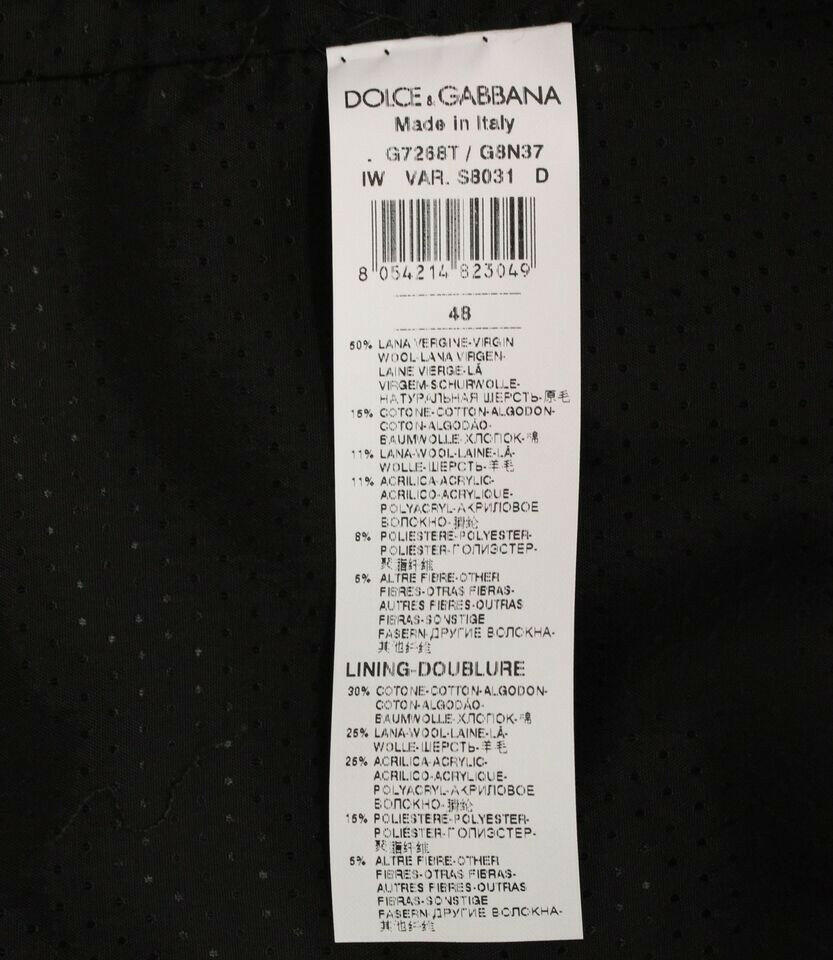 DOLCE & GABBANA
Made in Italy
. G7268T / G8N37
IW VAR. S8031 D
8 054214 823049
48
50% LANA VERGINE-VIRGIN
WOOL-LANA VIRGEN-
LAINE VIERGE-LÃ
VIRGEM-SCHURWOLLE-
НАТУРАЛЬНАЯ ШЕРСТЬ-原毛
15% COTONE-COTTON-ALGODON-
COTON-ALGODÃO-
BAUMWOLLE-ХЛОПОК-棉
11% LANA-WOOL-LAINE-LÃ-
WOLLE-ШЕРСТЬ-羊毛
11% ACRILICA-ACRYLIC-
ACRILICO-ACRYLIQUE-
POLYACRYL-АКРИЛОВОЕ
ВОЛОКНО-腈纶
8% POLIESTERE-POLYESTER-
POLIÉSTER-ПОЛИЭСТЕР-
聚酯纤维
5% ALTRE FIBRE-OTHER
FIBRES-OTRAS FIBRAS-
AUTRES FIBRES-OUTRAS
FIBRAS-SONSTIGE
FASERN-ДРУГИЕ ВОЛОКНА-
其他纤维
LINING-DOUBLURE
30% COTONE-COTTON-ALGODON-
COTON-ALGODÃO-
BAUMWOLLE-ХЛОПОК-棉
25% LANA-WOOL-LAINE-LÃ-
WOLLE-ШЕРСТЬ-羊毛
25% ACRILICA-ACRYLIC-
ACRILICO-ACRYLIQUE-
POLYACRYL-АКРИЛОВОЕ
ВОЛОКНО-腈纶
15% POLIESTERE-POLYESTER-
POLIÉSTER-ПОЛИЭСТЕР-
聚酯纤维
5% ALTRE FIBRE-OTHER
FIBRES-OTRAS FIBRAS-
AUTRES FIBRES-OUTRAS
FIBRAS-SONSTIGE
FASERN-ДРУГИЕ ВОЛОКНА-
其他纤维